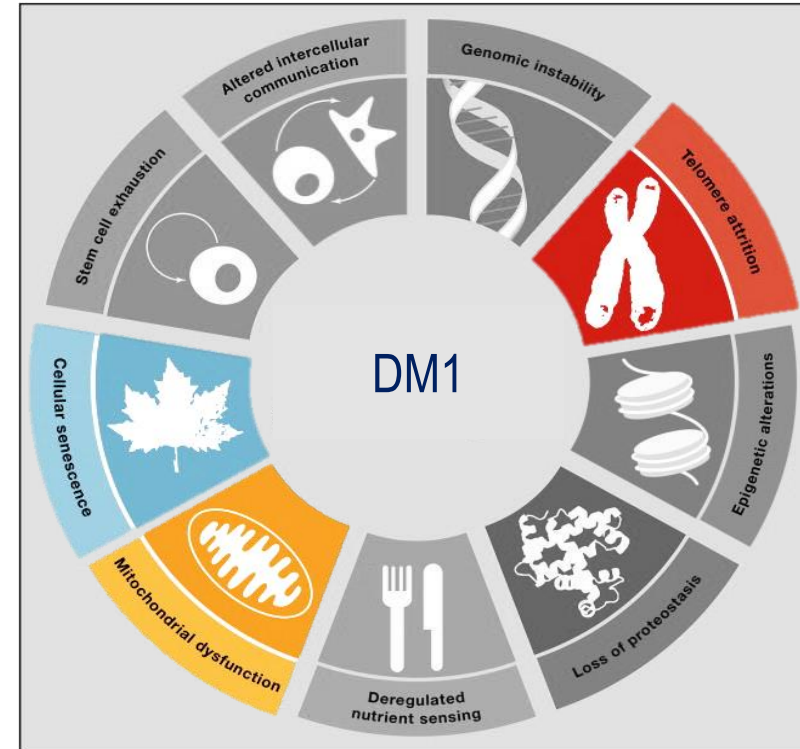 Altered intercellular
communication
Genomic instability
Stem cell exhaustion
Telomere attrition
DM1
Cellular senescence
Epigenetic alterations
Mitochondrial dysfunction
Loss of proteostasis
Deregulated
nutrient sensing